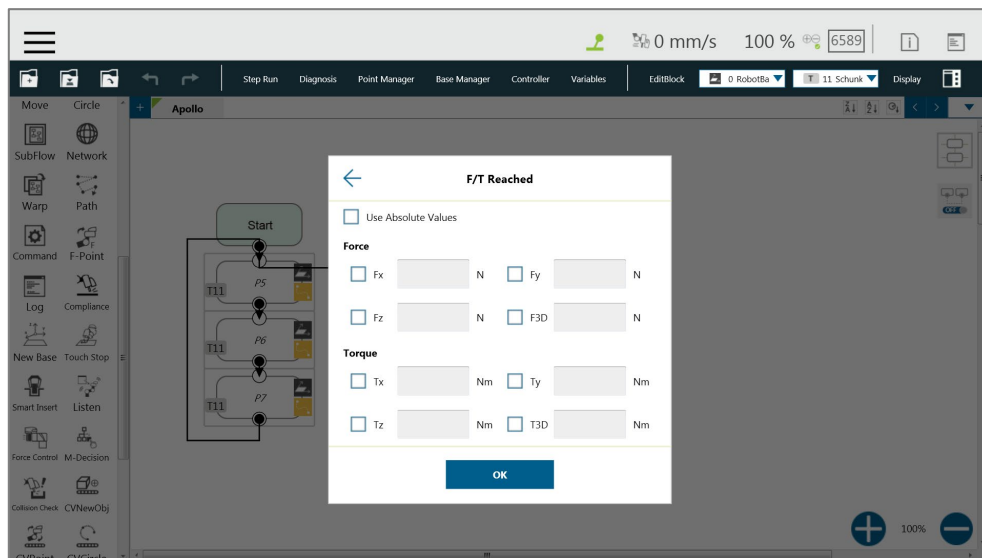 0 mm/s 100 % 6589
Step Run Diagnosis Point Manager Base Manager Controller Variables EditBlock 0 RobotBa T 11 Schunk Display
Move Circle
+ Apollo
SubFlow Network
Warp Path
Command F-Point
Log Compliance
New Base Touch Stop
Smart Insert Listen
Force Control M-Decision
Collision Check CVNewObj
CVPoint CVCircle
Start
T11 P5
T11 P6
T11 P7
F/T Reached
Use Absolute Values
Force
Fx N Fy N
Fz N F3D N
Torque
Tx Nm Ty Nm
Tz Nm T3D Nm
OK
OFF
100%